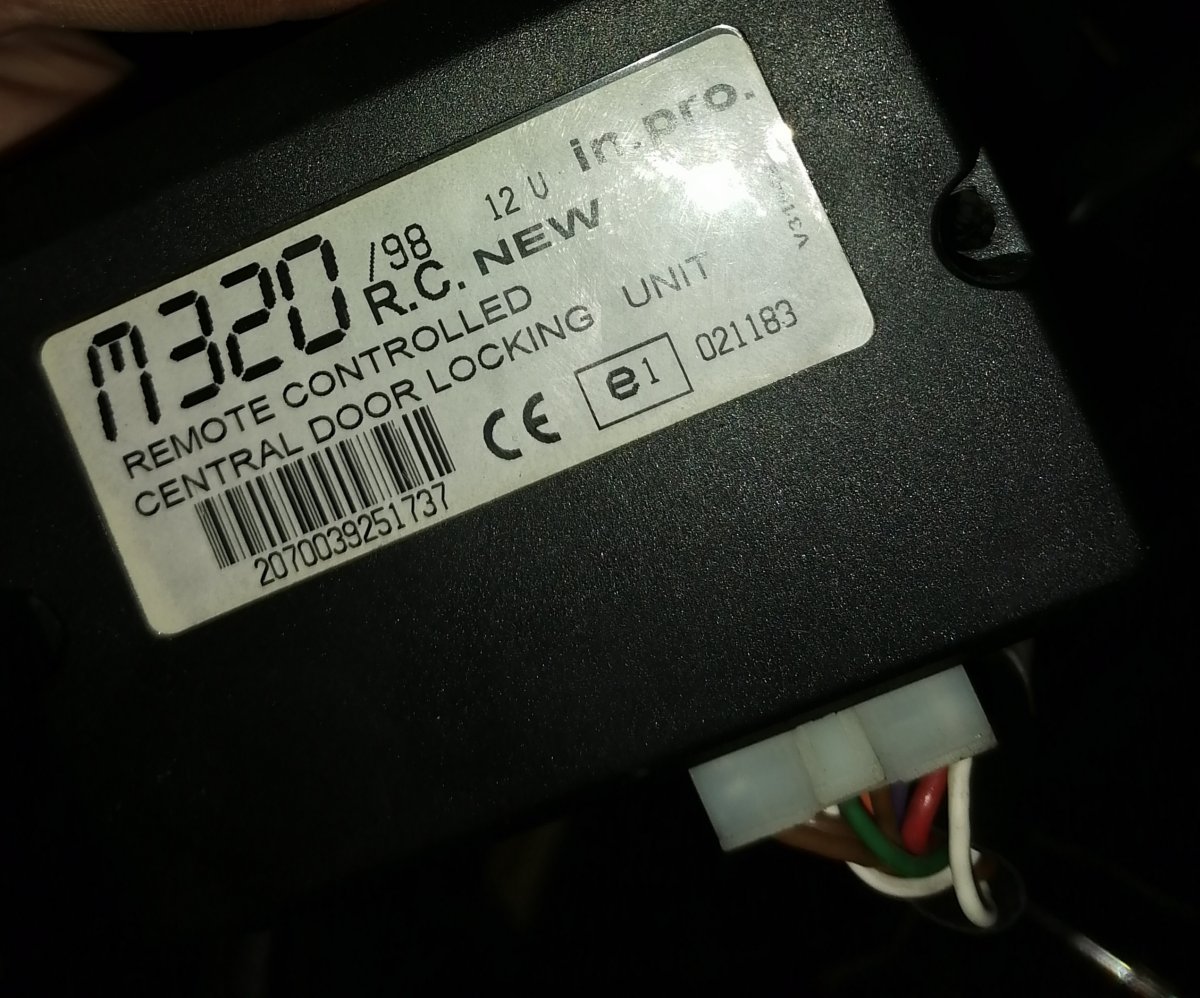 in.pro.
12 V
M320/98
R.C. NEW
REMOTE CONTROLLED
CENTRAL DOOR LOCKING UNIT
CE e1 021183
2070039251737